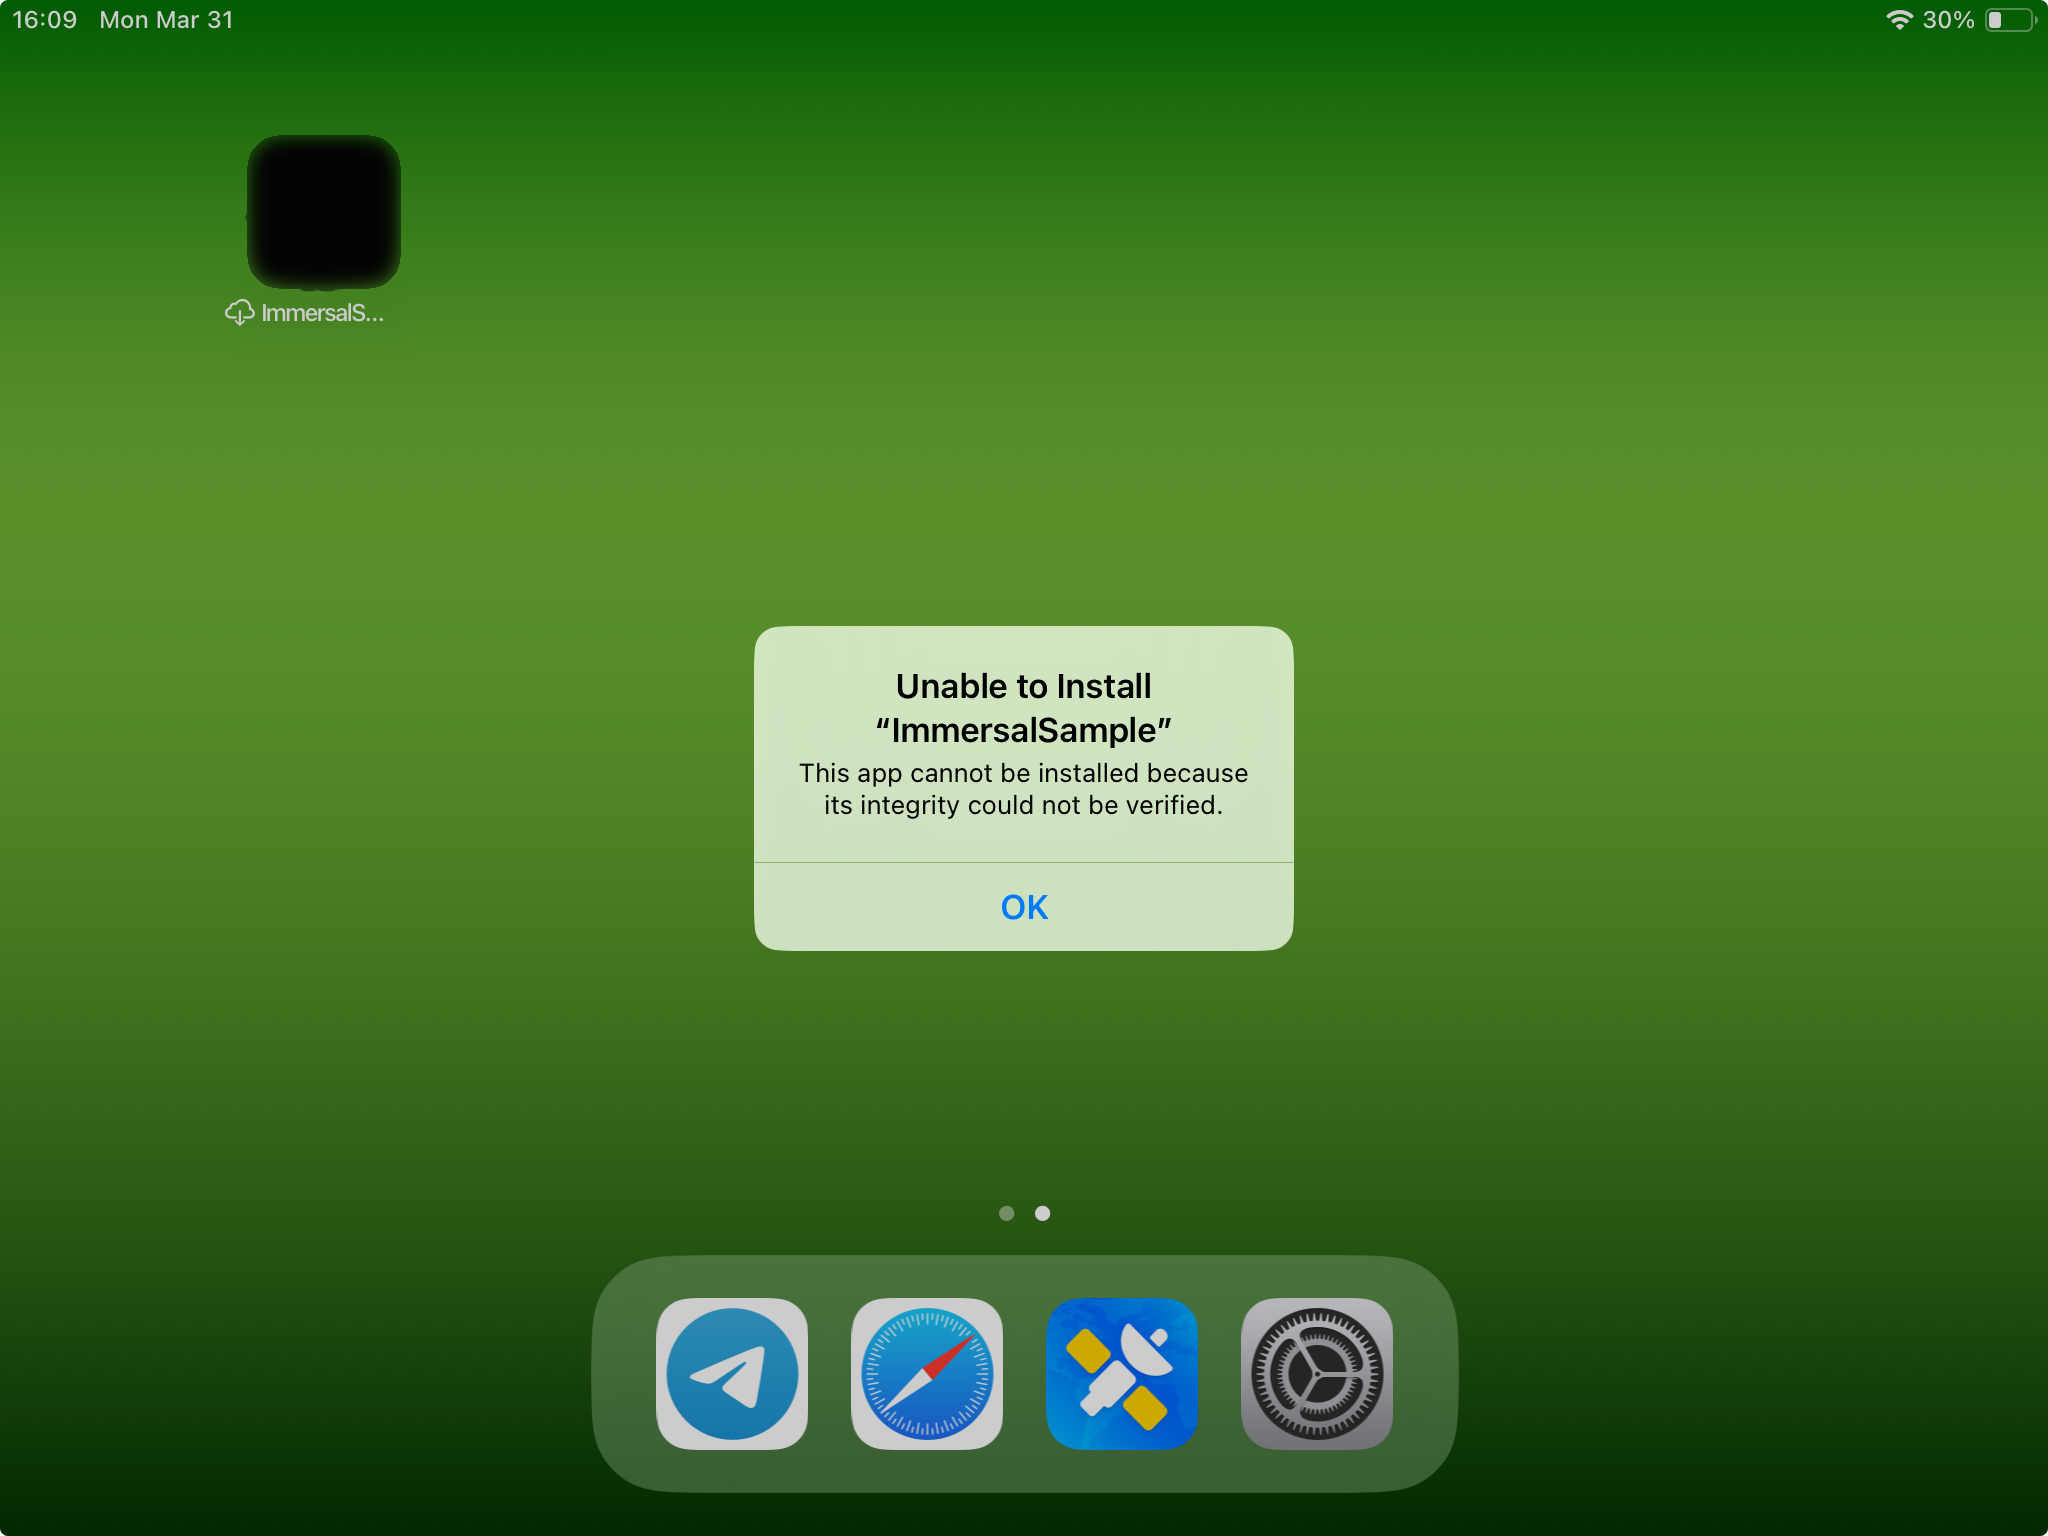 16:09 Mon Mar 31
30%
ImmersalS...
Unable to Install
“ImmersalSample”
This app cannot be installed because
its integrity could not be verified.
OK